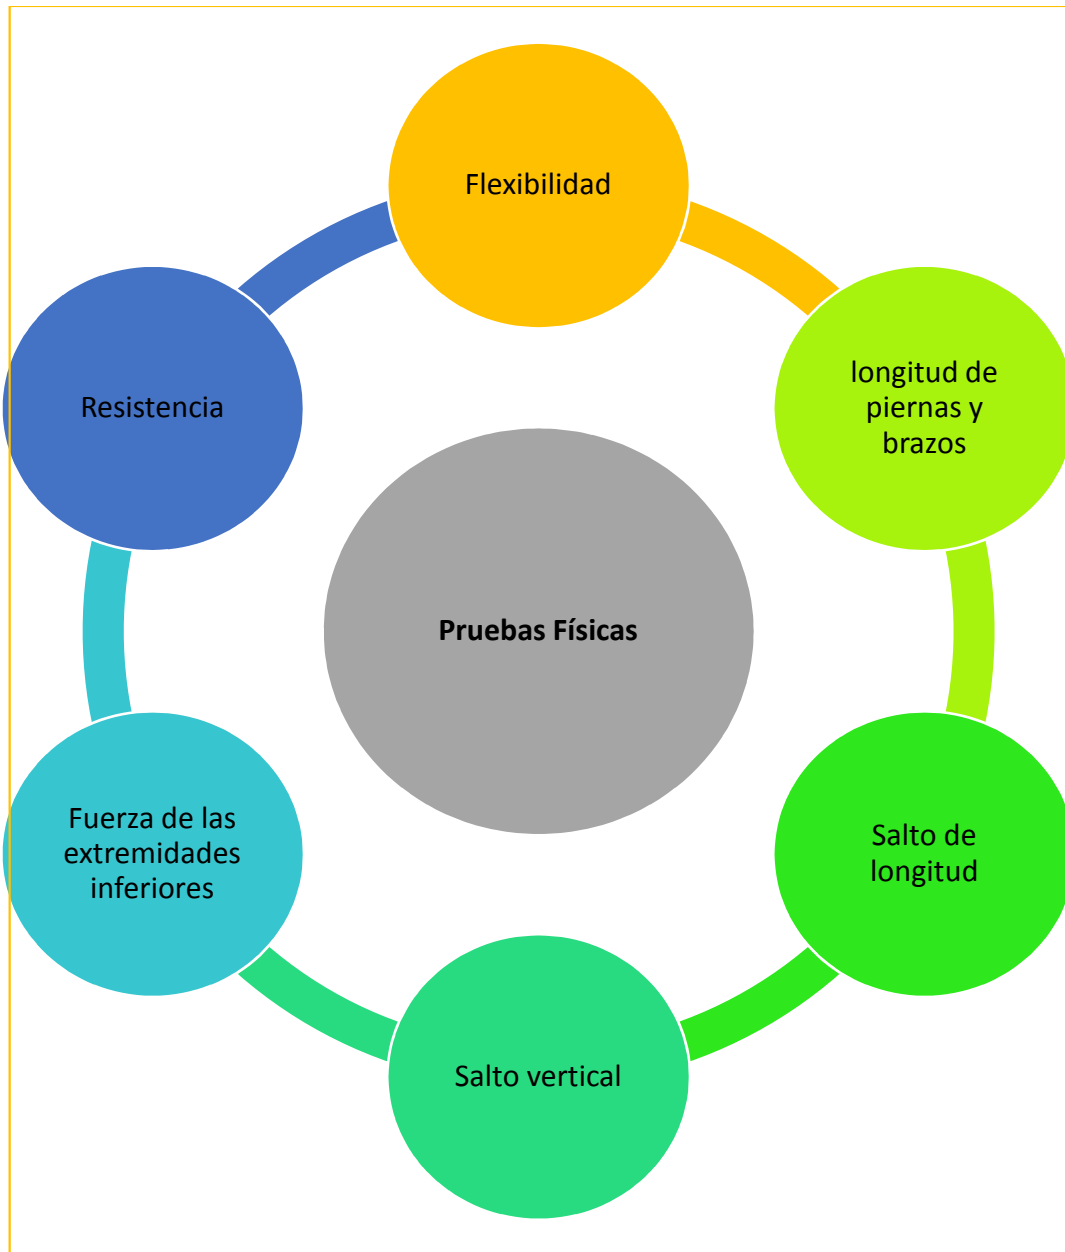 Flexibilidad
longitud de
piernas y
brazos
Salto de
longitud
Salto vertical
Fuerza de las
extremidades
inferiores
Resistencia
Pruebas Físicas